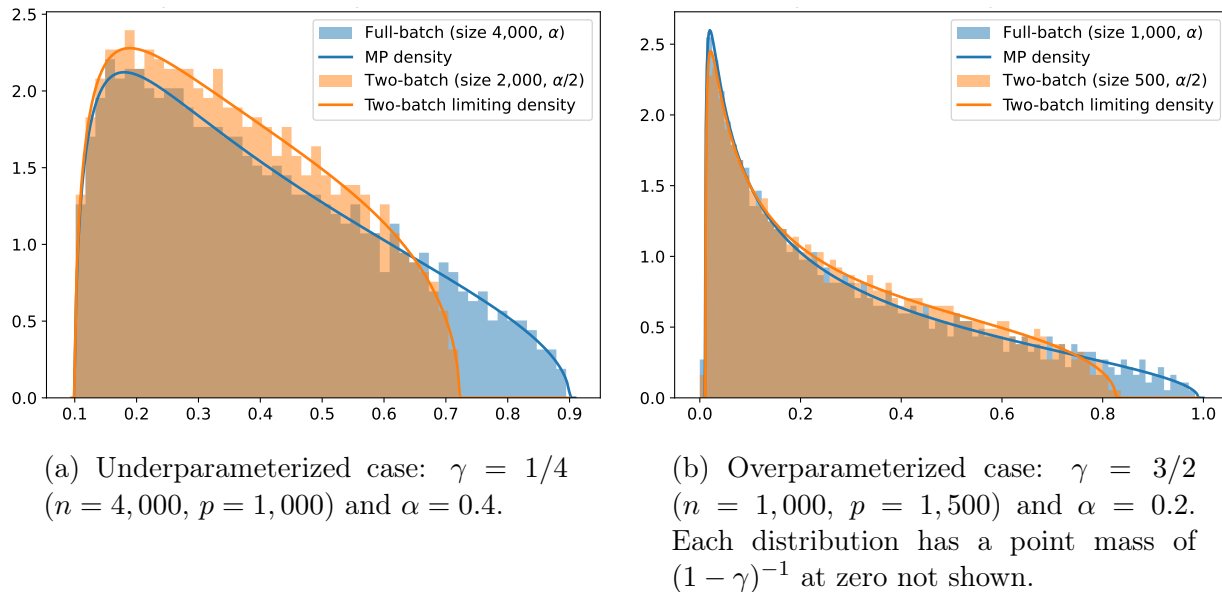 2.5
2.0
1.5
1.0
0.5
0.0
0.1 0.2 0.3 0.4 0.5 0.6 0.7 0.8 0.9
Full-batch (size 4,000, α)
MP density
Two-batch (size 2,000, α/2)
Two-batch limiting density
(a) Underparameterized case: γ = 1/4
(n = 4,000, p = 1,000) and α = 0.4.
2.5
2.0
1.5
1.0
0.5
0.0
0.0 0.2 0.4 0.6 0.8 1.0
Full-batch (size 1,000, α)
MP density
Two-batch (size 500, α/2)
Two-batch limiting density
(b) Overparameterized case: γ = 3/2
(n = 1,000, p = 1,500) and α = 0.2.
Each distribution has a point mass of
(1 − γ)⁻¹ at zero not shown.